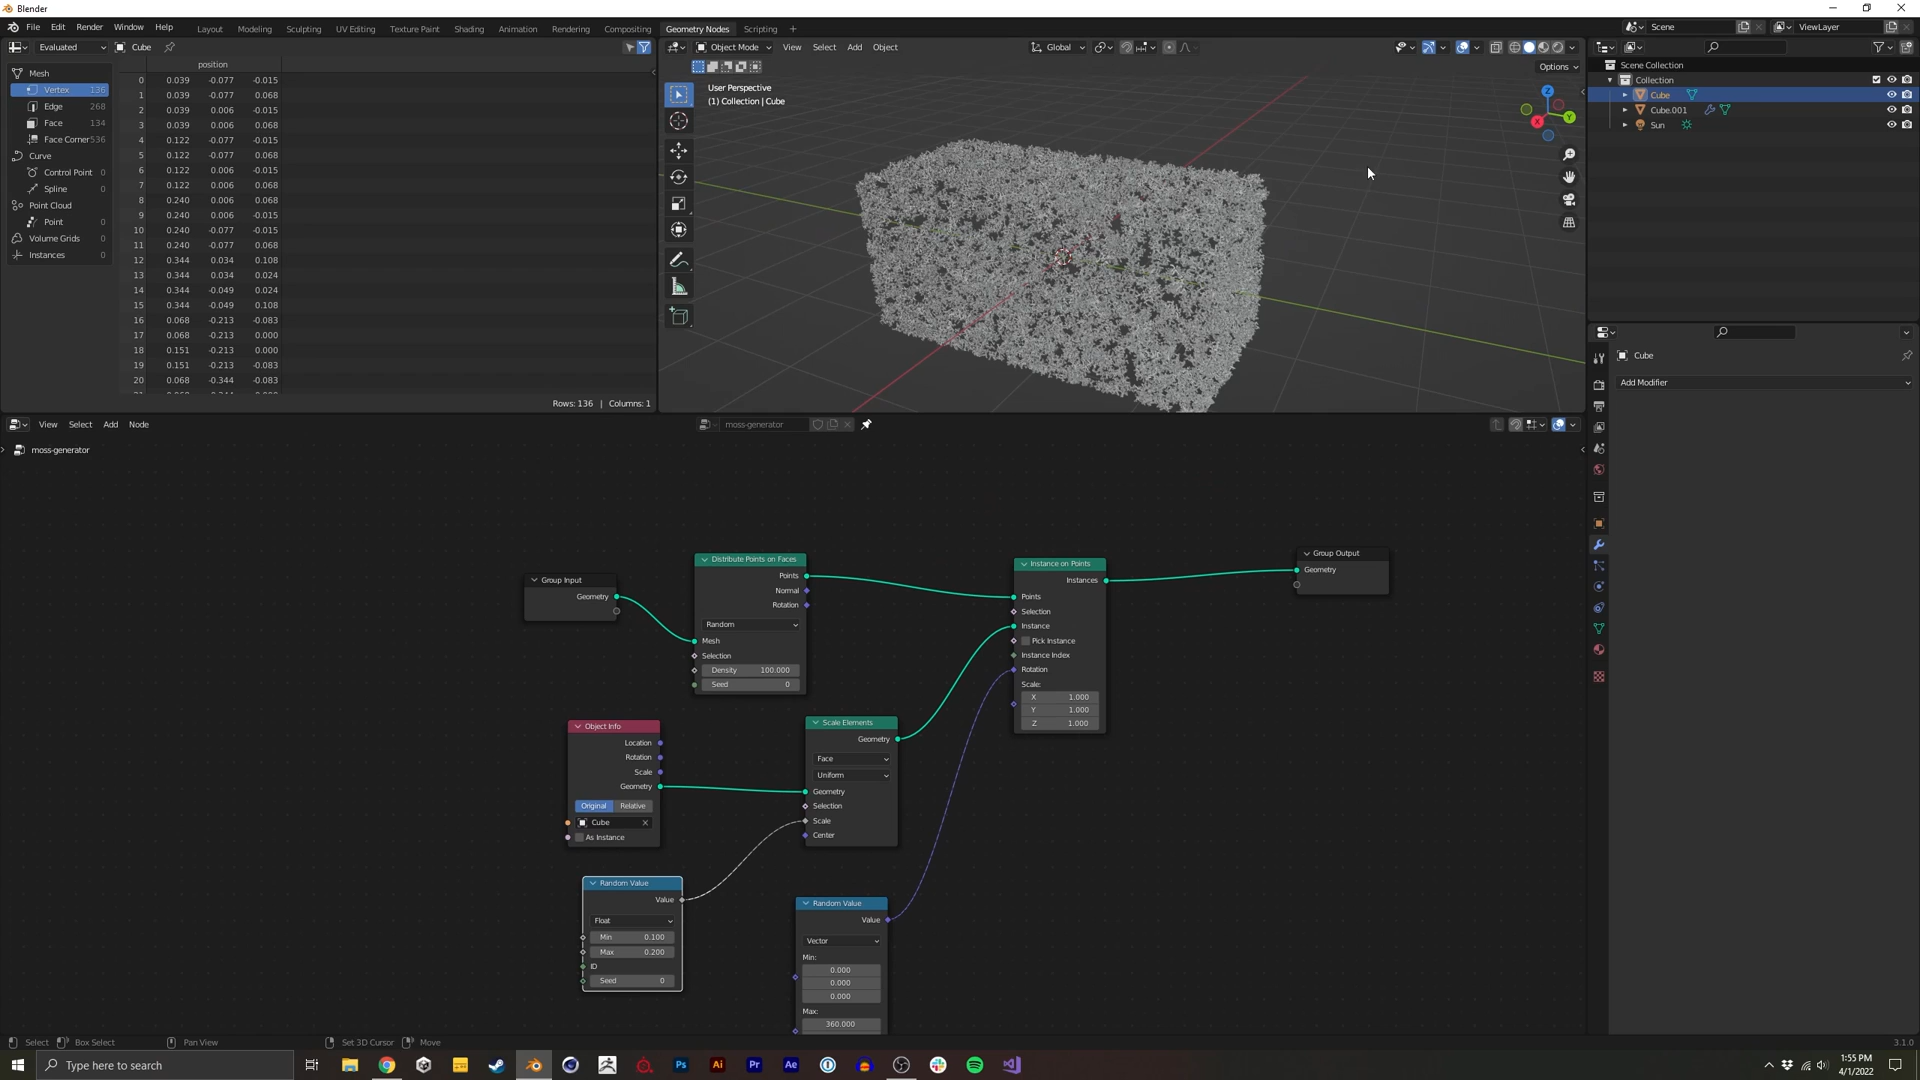 Blender
File Edit Render Window Help
Layout Modeling Sculpting UV Editing Texture Paint Shading Animation Rendering Compositing Geometry Nodes Scripting +
Scene
ViewLayer
Evaluated Cube
position
Mesh
Vertex 136
Edge 268
Face 134
Face Corner 536
Curve
Control Point 0
Spline 0
Point Cloud
Point 0
Volume Grids 0
Instances 0
0 0.039 -0.077 -0.015
1 0.039 -0.077 0.068
2 0.039 0.006 -0.015
3 0.039 0.006 0.068
4 0.122 -0.077 -0.015
5 0.122 -0.077 0.068
6 0.122 0.006 -0.015
7 0.122 0.006 0.068
8 0.240 0.006 0.068
9 0.240 0.006 -0.015
10 0.240 -0.077 -0.015
11 0.240 -0.077 0.068
12 0.344 0.034 0.108
13 0.344 0.034 0.024
14 0.344 -0.049 0.024
15 0.344 -0.049 0.108
16 0.068 -0.213 -0.083
17 0.068 -0.213 0.000
18 0.151 -0.213 0.000
19 0.151 -0.213 -0.083
20 0.068 -0.344 -0.083
Rows: 136 | Columns: 1
Object Mode View Select Add Object
Global
Options
User Perspective
(1) Collection | Cube
Z
Y
X
Scene Collection
Collection
Cube
Cube.001
Sun
Cube
Add Modifier
View Select Add Node
moss-generator
moss-generator
Group Input
Geometry
Distribute Points on Faces
Points
Normal
Rotation
Random
Mesh
Selection
Density 100.000
Seed 0
Instance on Points
Instances
Points
Selection
Instance
Pick Instance
Instance Index
Rotation
Scale:
X 1.000
Y 1.000
Z 1.000
Group Output
Geometry
Object Info
Location
Rotation
Scale
Geometry
Original Relative
Cube
As Instance
Scale Elements
Geometry
Face
Uniform
Geometry
Selection
Scale
Center
Random Value
Value
Float
Min 0.100
Max 0.200
ID
Seed 0
Random Value
Value
Vector
Min:
0.000
0.000
0.000
Max:
360.000
Select Box Select Pan View Set 3D Cursor Move
3.1.0
Type here to search
Ps Ai Pr Ae
1:55 PM
4/1/2022